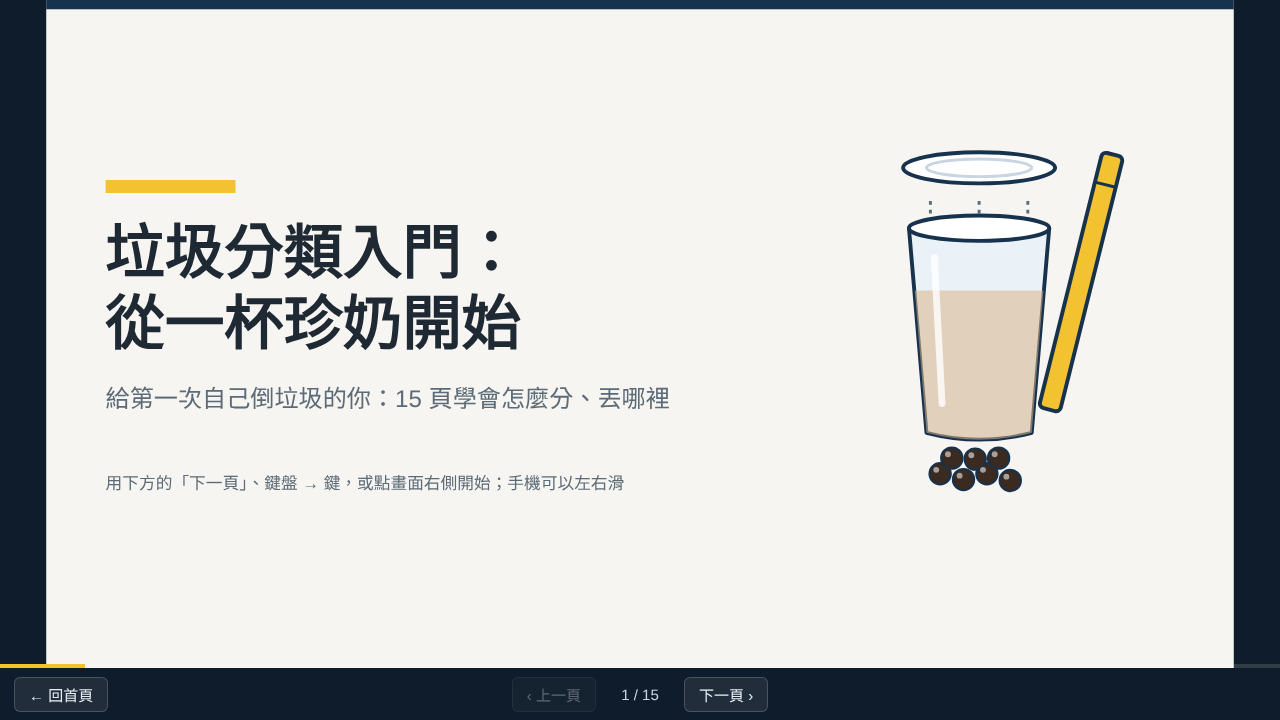 垃圾分類入門：
從一杯珍奶開始
給第一次自己倒垃圾的你：15 頁學會怎麼分、丟哪裡
用下方的「下一頁」、鍵盤 → 鍵，或點畫面右側開始；手機可以左右滑
← 回首頁
‹ 上一頁
1 / 15
下一頁 ›